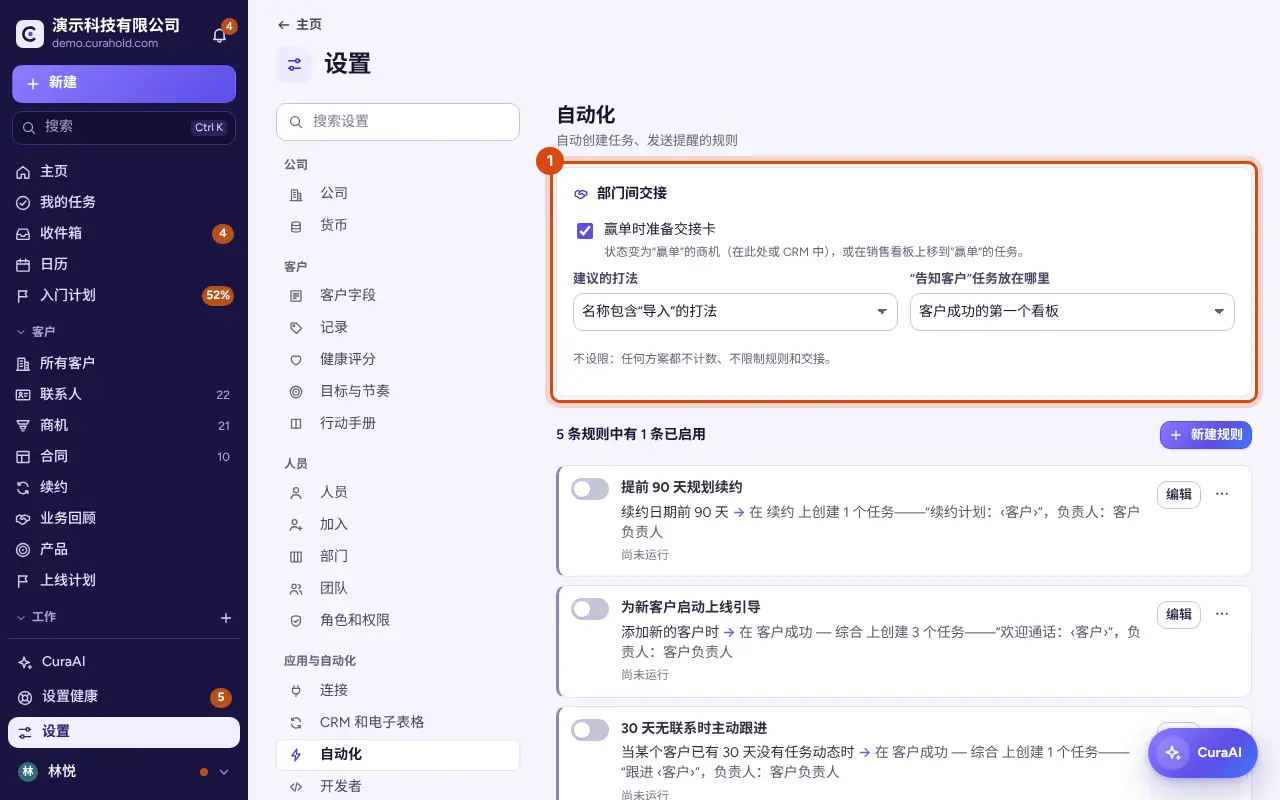 演示科技有限公司
demo.curahold.com
4
新建
搜索
Ctrl K
主页
我的任务
收件箱
4
日历
入门计划
52%
客户
所有客户
联系人
22
商机
21
合同
10
续约
业务回顾
产品
上线计划
工作
CuraAI
设置健康
5
设置
林
林悦
主页
设置
搜索设置
公司
公司
货币
客户
客户字段
记录
健康评分
目标与节奏
行动手册
人员
人员
加入
部门
团队
角色和权限
应用与自动化
连接
CRM 和电子表格
自动化
开发者
自动化
自动创建任务、发送提醒的规则
1
部门间交接
赢单时准备交接卡
状态变为“赢单”的商机（在此处或 CRM 中），或在销售看板上移到“赢单”的任务。
建议的打法
名称包含“导入”的打法
“告知客户”任务放在哪里
客户成功的第一个看板
不设限：任何方案都不计数、不限制规则和交接。
5 条规则中有 1 条已启用
新建规则
提前 90 天规划续约
续约日期前 90 天 → 在 续约 上创建 1 个任务——“续约计划：‹客户›”，负责人：客户
负责人
尚未运行
编辑
为新客户启动上线引导
添加新的客户时 → 在 客户成功 — 综合 上创建 3 个任务——“欢迎通话：‹客户›”，负
责人：客户负责人
尚未运行
编辑
30 天无联系时主动跟进
当某个客户已有 30 天没有任务动态时 → 在 客户成功 — 综合 上创建 1 个任务——
“跟进 ‹客户›”，负责人：客户负责人
尚未运行
CuraAI